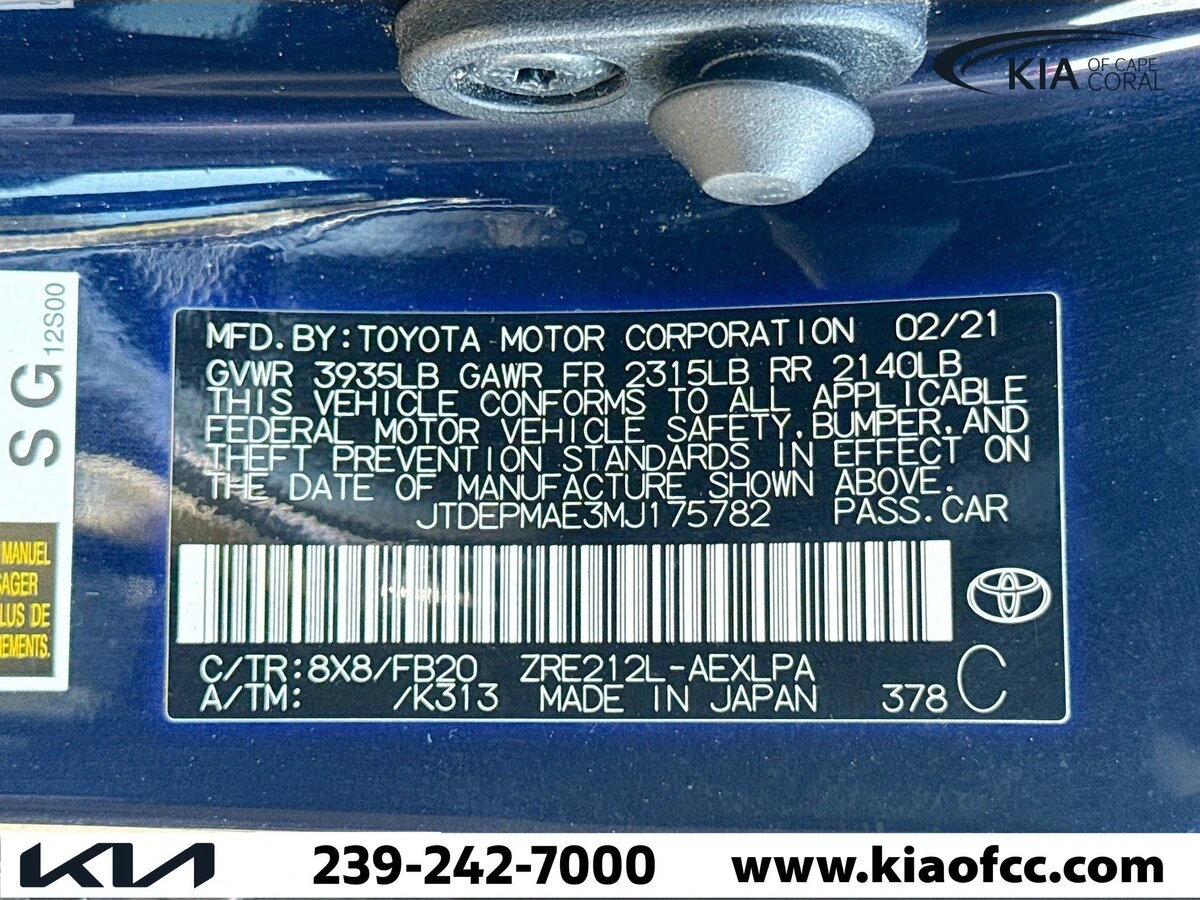 KIA OF CAPE
CORAL
12S00
SG
MANUEL
LUS DE
MFD. BY: TOYOTA MOTOR CORPORATION 02/21
GVWR 3935LB GAWR FR 2315LB RR 2140LB
THIS VEHICLE CONFORMS TO ALL APPLICABLE
FEDERAL MOTOR VEHICLE SAFETY, BUMPER, AND
THEFT PREVENTION STANDARDS IN EFFECT ON
THE DATE OF MANUFACTURE SHOWN ABOVE.
JTDEPMAE3MJ175782 PASS.CAR
C/TR: 8X8/FB20 ZRE212L-AEXLPA
A/TM: /K313 MADE IN JAPAN 378 C
KIA 239-242-7000 www.kiaofcc.com